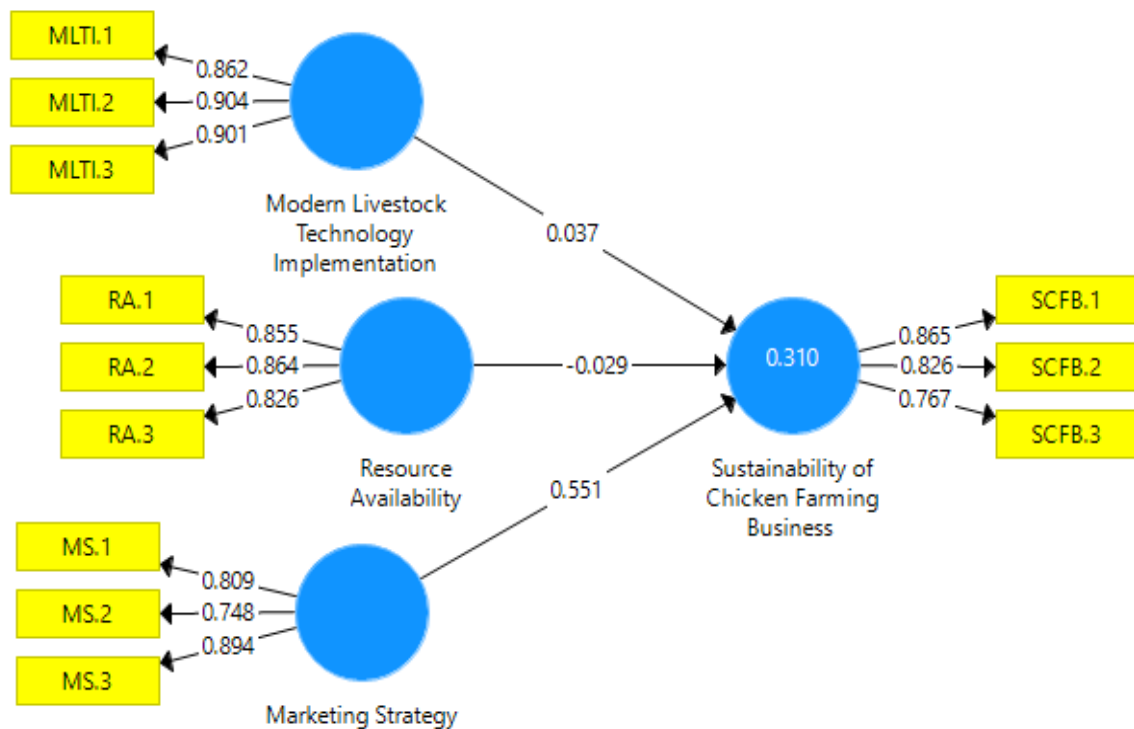 MLTI.1
MLTI.2
MLTI.3
0.862
0.904
0.901
Modern Livestock
Technology
Implementation
0.037
RA.1
RA.2
RA.3
0.855
0.864
0.826
Resource
Availability
-0.029
MS.1
MS.2
MS.3
0.809
0.748
0.894
Marketing Strategy
0.551
0.310
Sustainability of
Chicken Farming
Business
0.865
0.826
0.767
SCFB.1
SCFB.2
SCFB.3